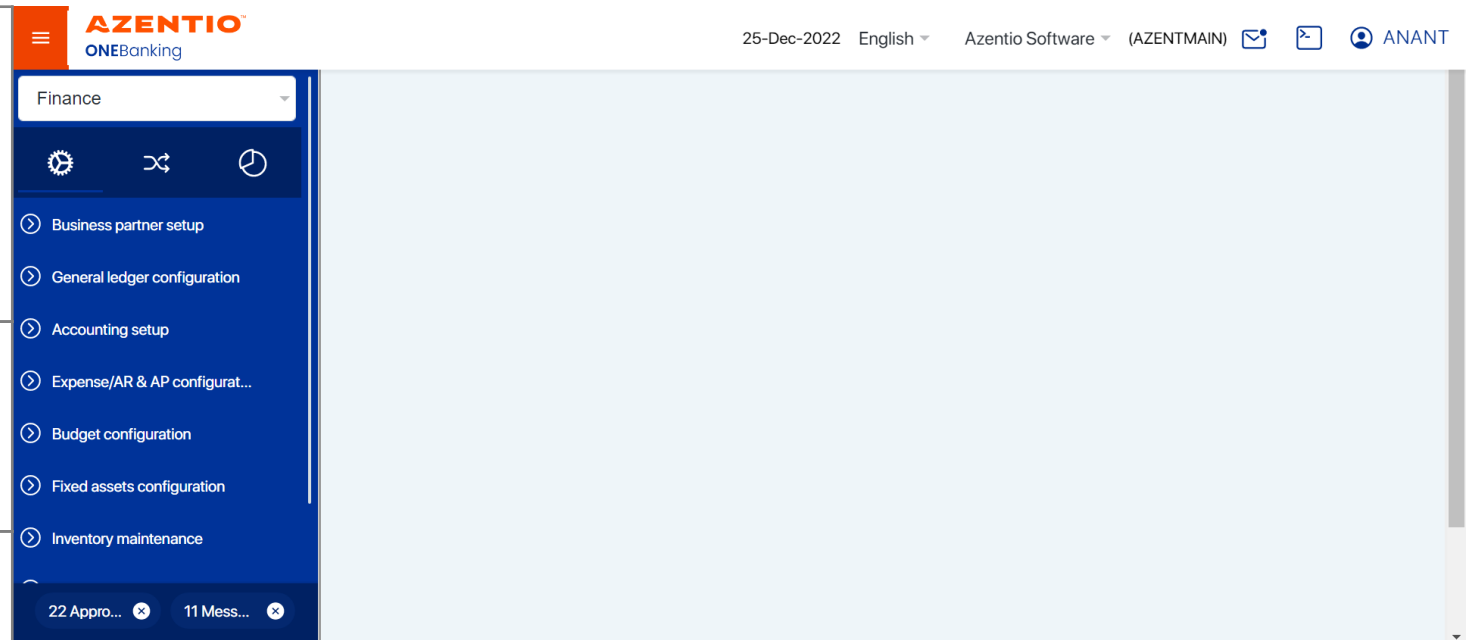 AZENTIO™
ONEBanking
25-Dec-2022 English Azentio Software (AZENTMAIN) ANANT
Finance
Business partner setup
General ledger configuration
Accounting setup
Expense/AR & AP configurat...
Budget configuration
Fixed assets configuration
Inventory maintenance
22 Appro... 11 Mess...